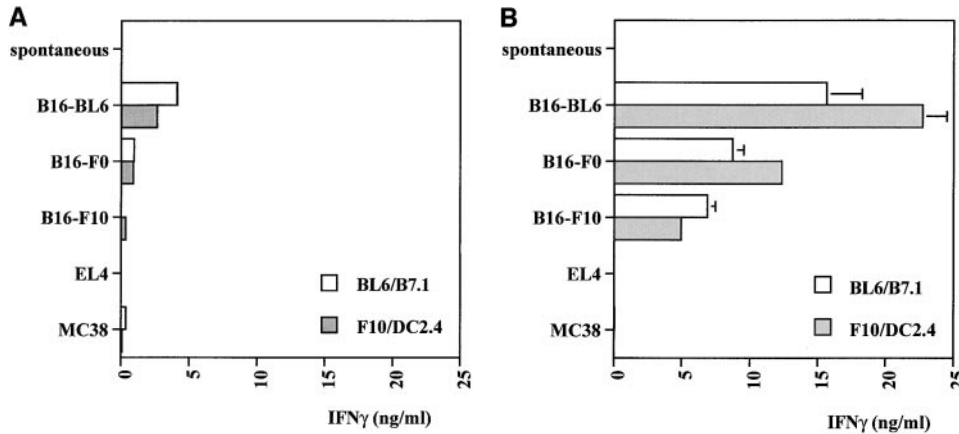 A
spontaneous
B16-BL6
B16-F0
B16-F10
EL4
MC38
BL6/B7.1
F10/DC2.4
0 5 10 15 20 25
IFNγ (ng/ml)
B
spontaneous
B16-BL6
B16-F0
B16-F10
EL4
MC38
BL6/B7.1
F10/DC2.4
0 5 10 15 20 25
IFNγ (ng/ml)